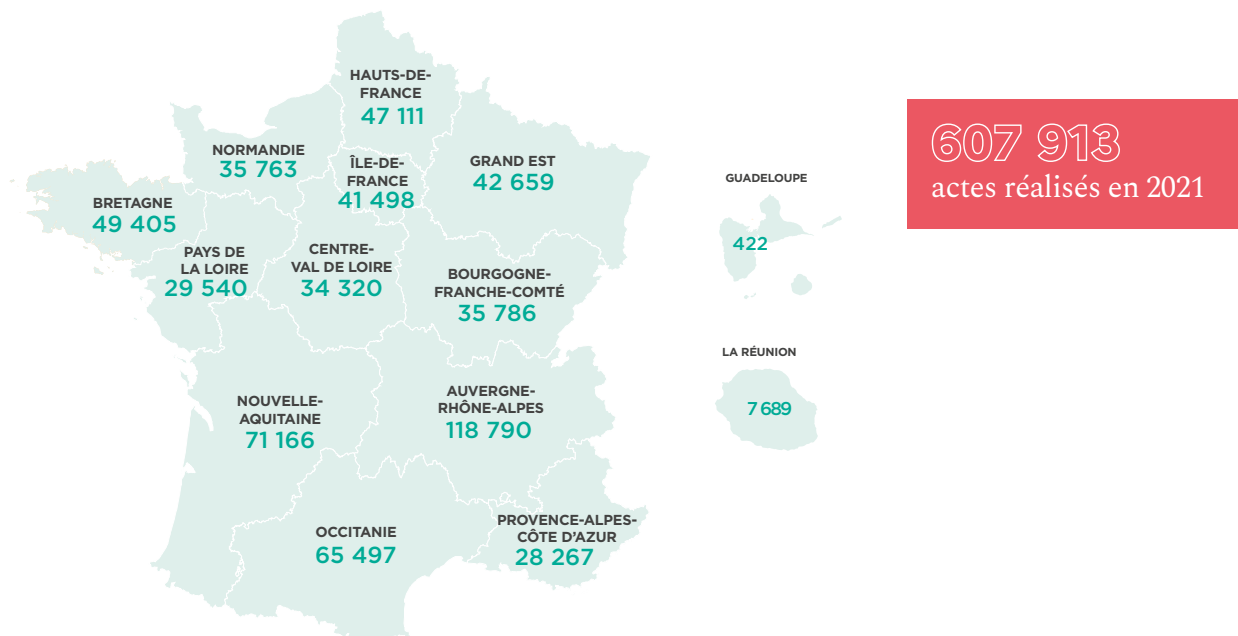 HAUTS-DE-
FRANCE
47 111
NORMANDIE
35 763
ÎLE-DE-
FRANCE
41 498
GRAND EST
42 659
BRETAGNE
49 405
PAYS DE
LA LOIRE
29 540
CENTRE-
VAL DE LOIRE
34 320
BOURGOGNE-
FRANCHE-COMTÉ
35 786
NOUVELLE-
AQUITAINE
71 166
AUVERGNE-
RHÔNE-ALPES
118 790
OCCITANIE
65 497
PROVENCE-ALPES-
CÔTE D'AZUR
28 267
GUADELOUPE
422
LA RÉUNION
7 689
607 913
actes réalisés en 2021